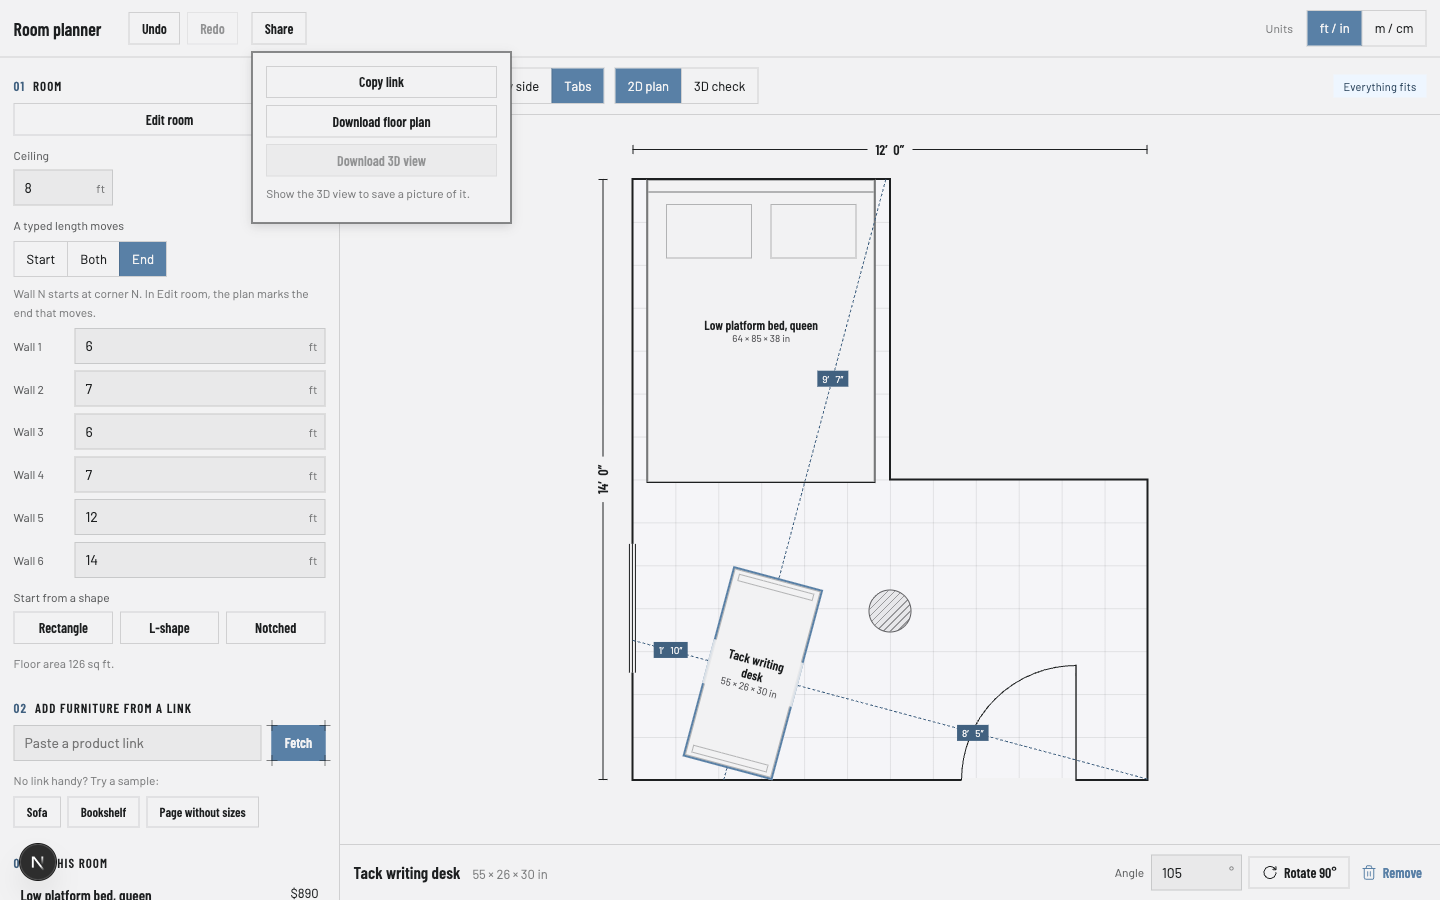 Room planner
Undo
Redo
Share
Units
ft / in
m / cm
Copy link
Download floor plan
Download 3D view
Show the 3D view to save a picture of it.
side
Tabs
2D plan
3D check
Everything fits
01 ROOM
Edit room
Ceiling
8 ft
A typed length moves
Start
Both
End
Wall N starts at corner N. In Edit room, the plan marks the
end that moves.
Wall 1
6 ft
Wall 2
7 ft
Wall 3
6 ft
Wall 4
7 ft
Wall 5
12 ft
Wall 6
14 ft
Start from a shape
Rectangle
L-shape
Notched
Floor area 126 sq ft.
02 ADD FURNITURE FROM A LINK
Paste a product link
Fetch
No link handy? Try a sample:
Sofa
Bookshelf
Page without sizes
HIS ROOM
Low platform bed, queen
$890
12′ 0″
14′ 0″
Low platform bed, queen
64 × 85 × 38 in
9′ 7″
1′ 10″
Tack writing
desk
55 × 26 × 30 in
8′ 5″
Tack writing desk
55 × 26 × 30 in
Angle
105 °
Rotate 90°
Remove
N